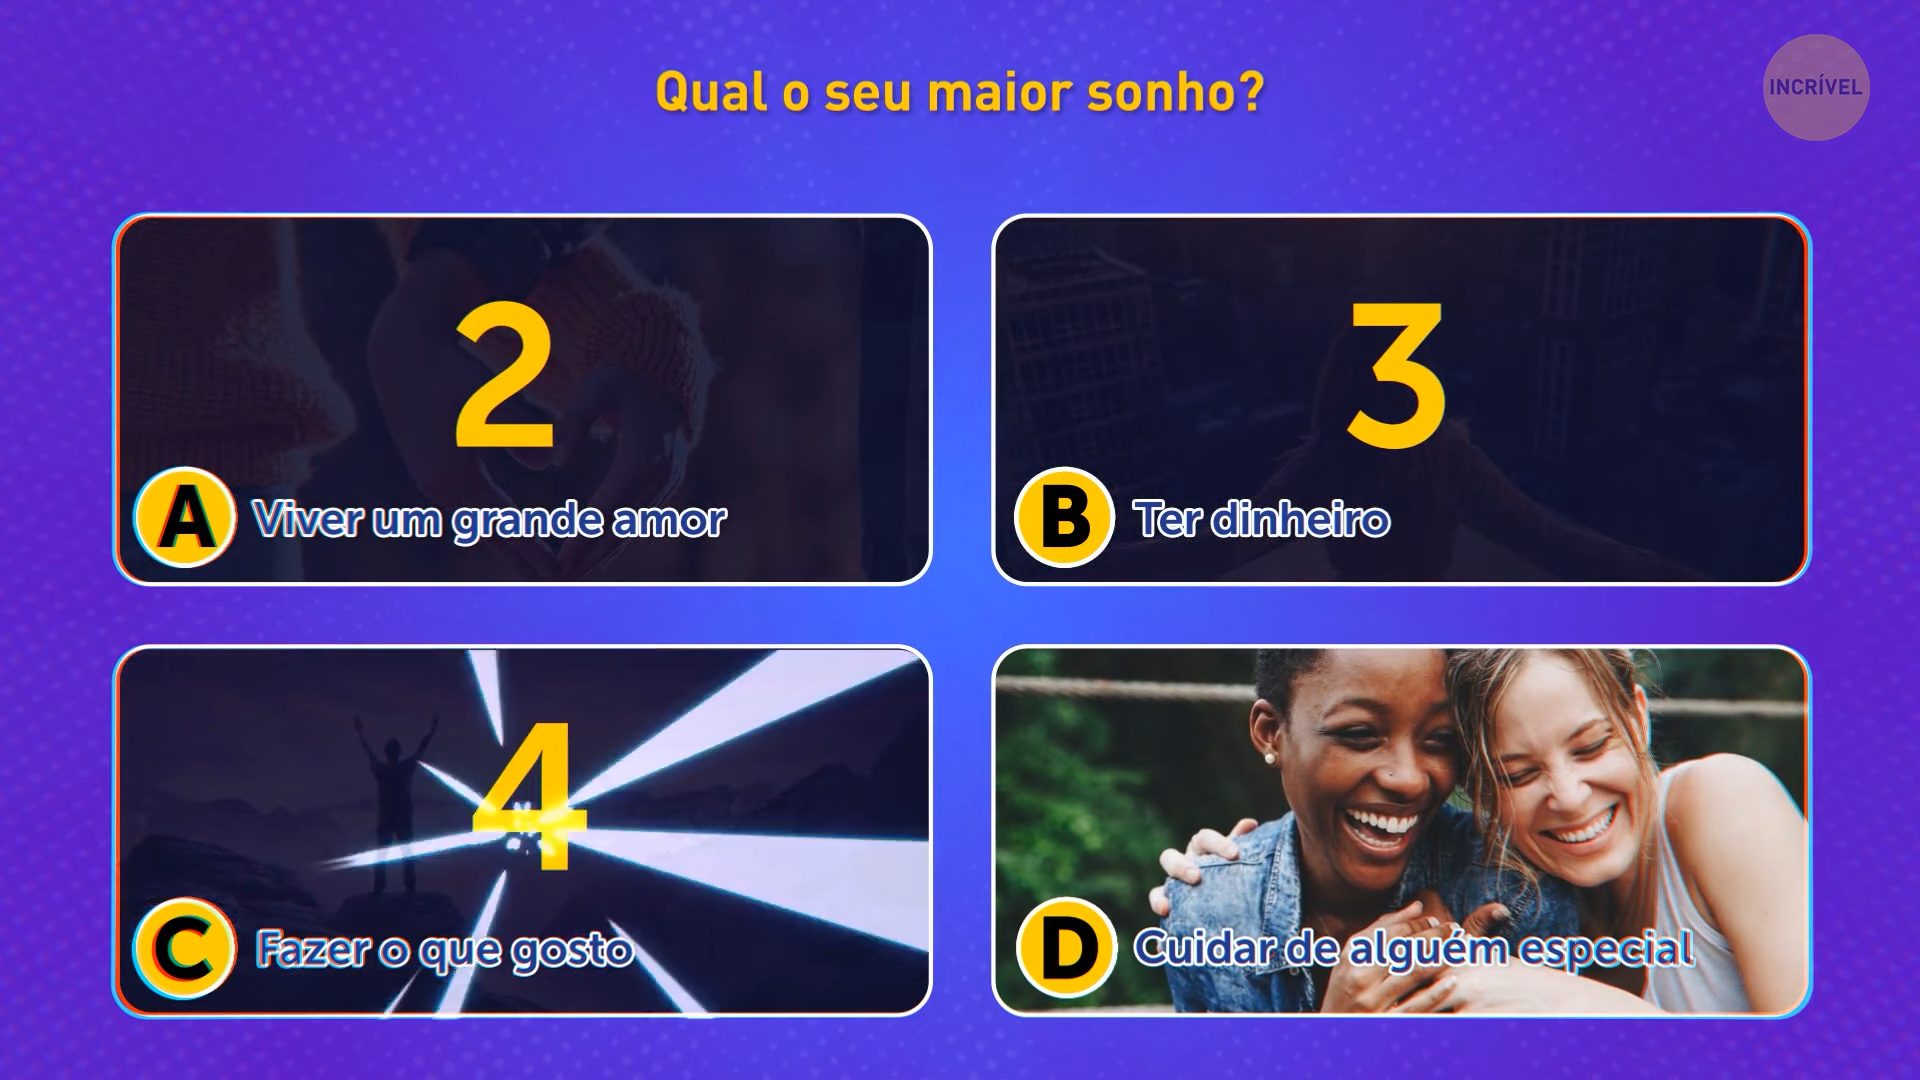 Qual o seu maior sonho?
INCRÍVEL
2
A Viver um grande amor
3
B Ter dinheiro
4
C Fazer o que gosto
D Cuidar de alguém especial